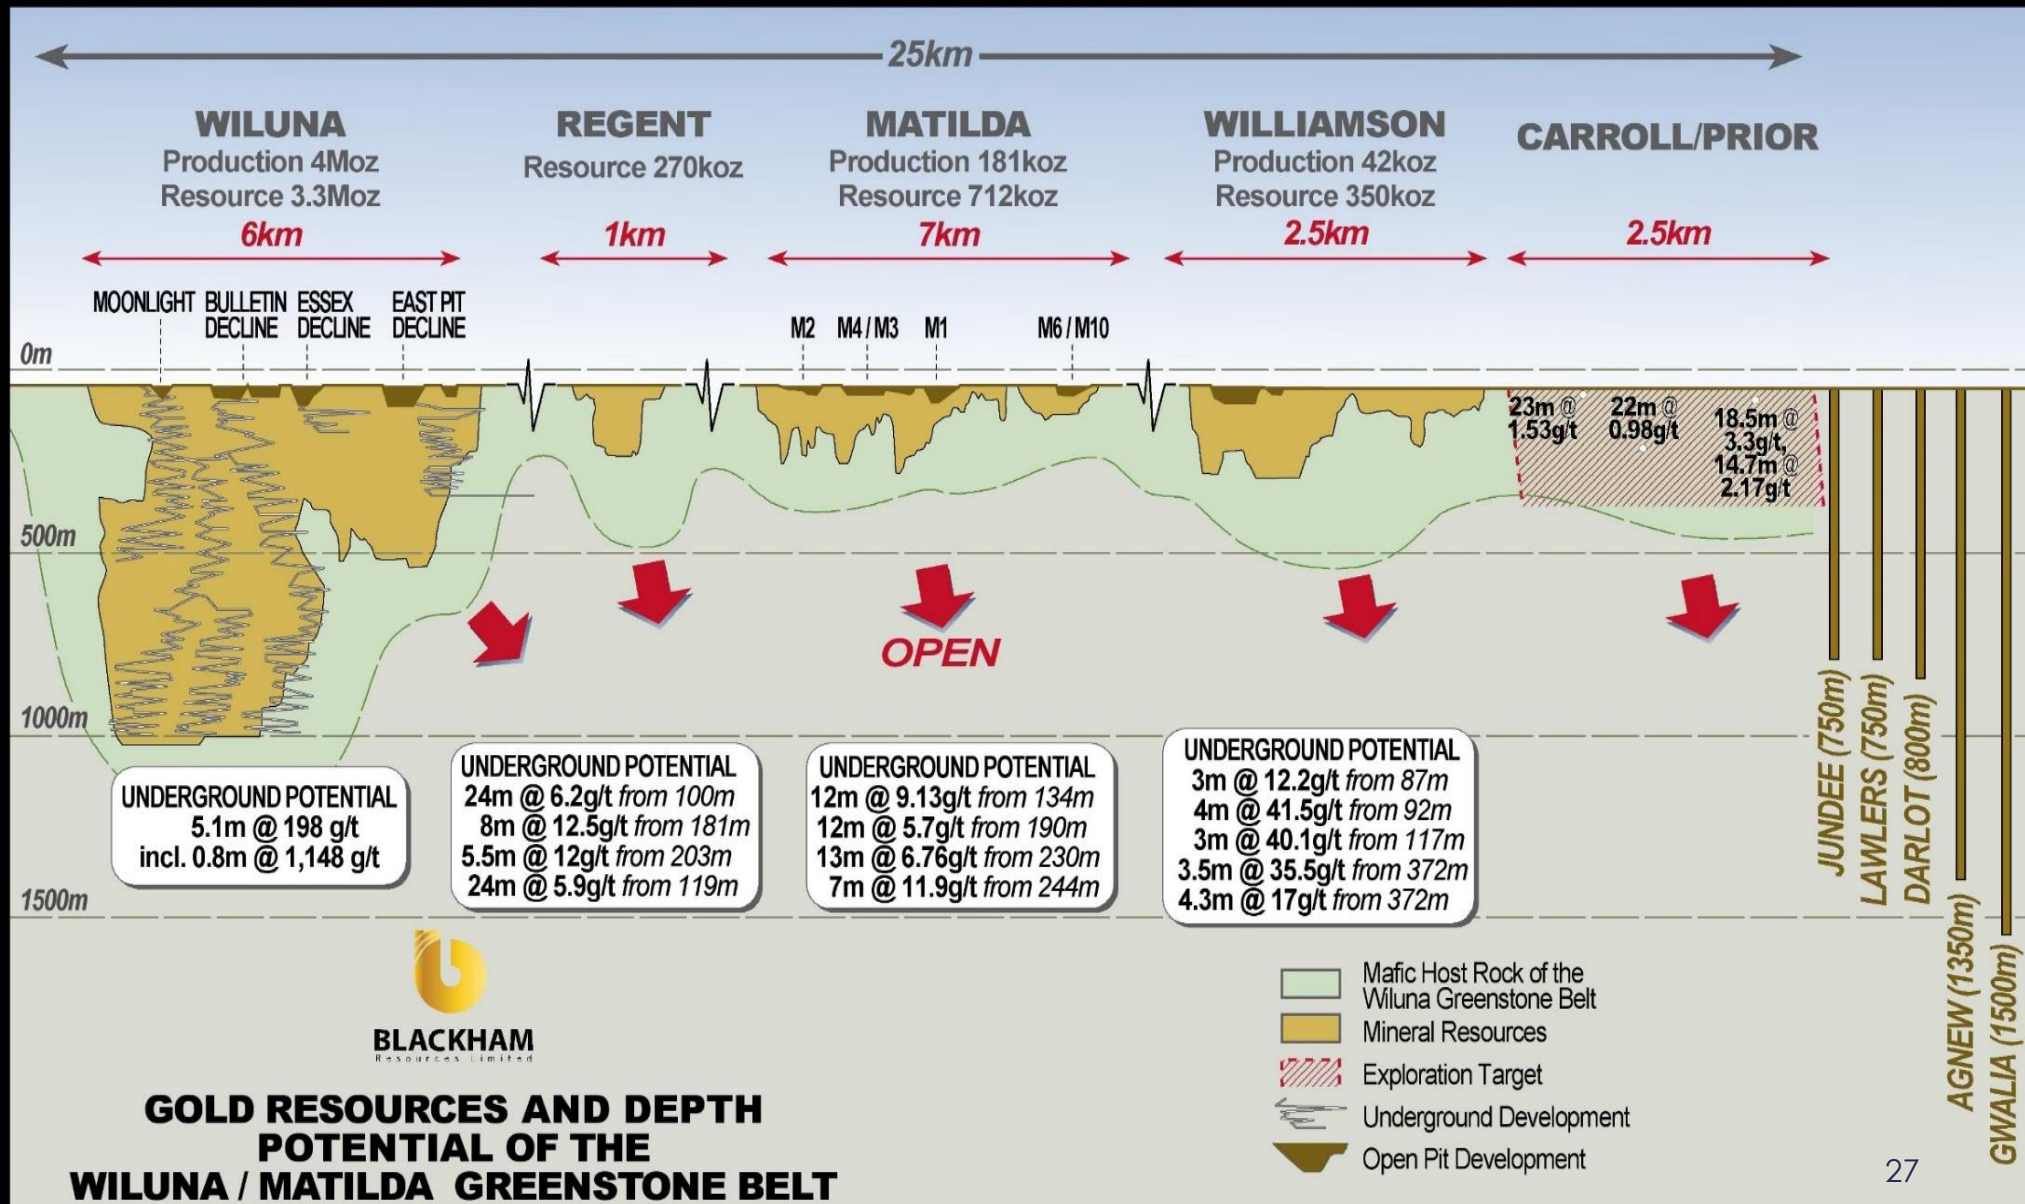 25km
WILUNA
Production 4Moz
Resource 3.3Moz
6km
REGENT
Resource 270koz
1km
MATILDA
Production 181koz
Resource 712koz
7km
WILLIAMSON
Production 42koz
Resource 350koz
2.5km
CARROLL/PRIOR
2.5km
MOONLIGHT
BULLETIN
DECLINE
ESSEX
DECLINE
EAST PIT
DECLINE
M2
M4 / M3
M1
M6 / M10
0m
500m
1000m
1500m
23m @
1.53g/t
22m @
0.98g/t
18.5m @
3.3g/t,
14.7m @
2.17g/t
OPEN
UNDERGROUND POTENTIAL
5.1m @ 198 g/t
incl. 0.8m @ 1,148 g/t
UNDERGROUND POTENTIAL
24m @ 6.2g/t from 100m
8m @ 12.5g/t from 181m
5.5m @ 12g/t from 203m
24m @ 5.9g/t from 119m
UNDERGROUND POTENTIAL
12m @ 9.13g/t from 134m
12m @ 5.7g/t from 190m
13m @ 6.76g/t from 230m
7m @ 11.9g/t from 244m
UNDERGROUND POTENTIAL
3m @ 12.2g/t from 87m
4m @ 41.5g/t from 92m
3m @ 40.1g/t from 117m
3.5m @ 35.5g/t from 372m
4.3m @ 17g/t from 372m
JUNDEE (750m)
LAWLERS (750m)
DARLOT (800m)
AGNEW (1350m)
GWALIA (1500m)
BLACKHAM
Resources Limited
GOLD RESOURCES AND DEPTH
POTENTIAL OF THE
WILUNA / MATILDA GREENSTONE BELT
Mafic Host Rock of the
Wiluna Greenstone Belt
Mineral Resources
Exploration Target
Underground Development
Open Pit Development
27